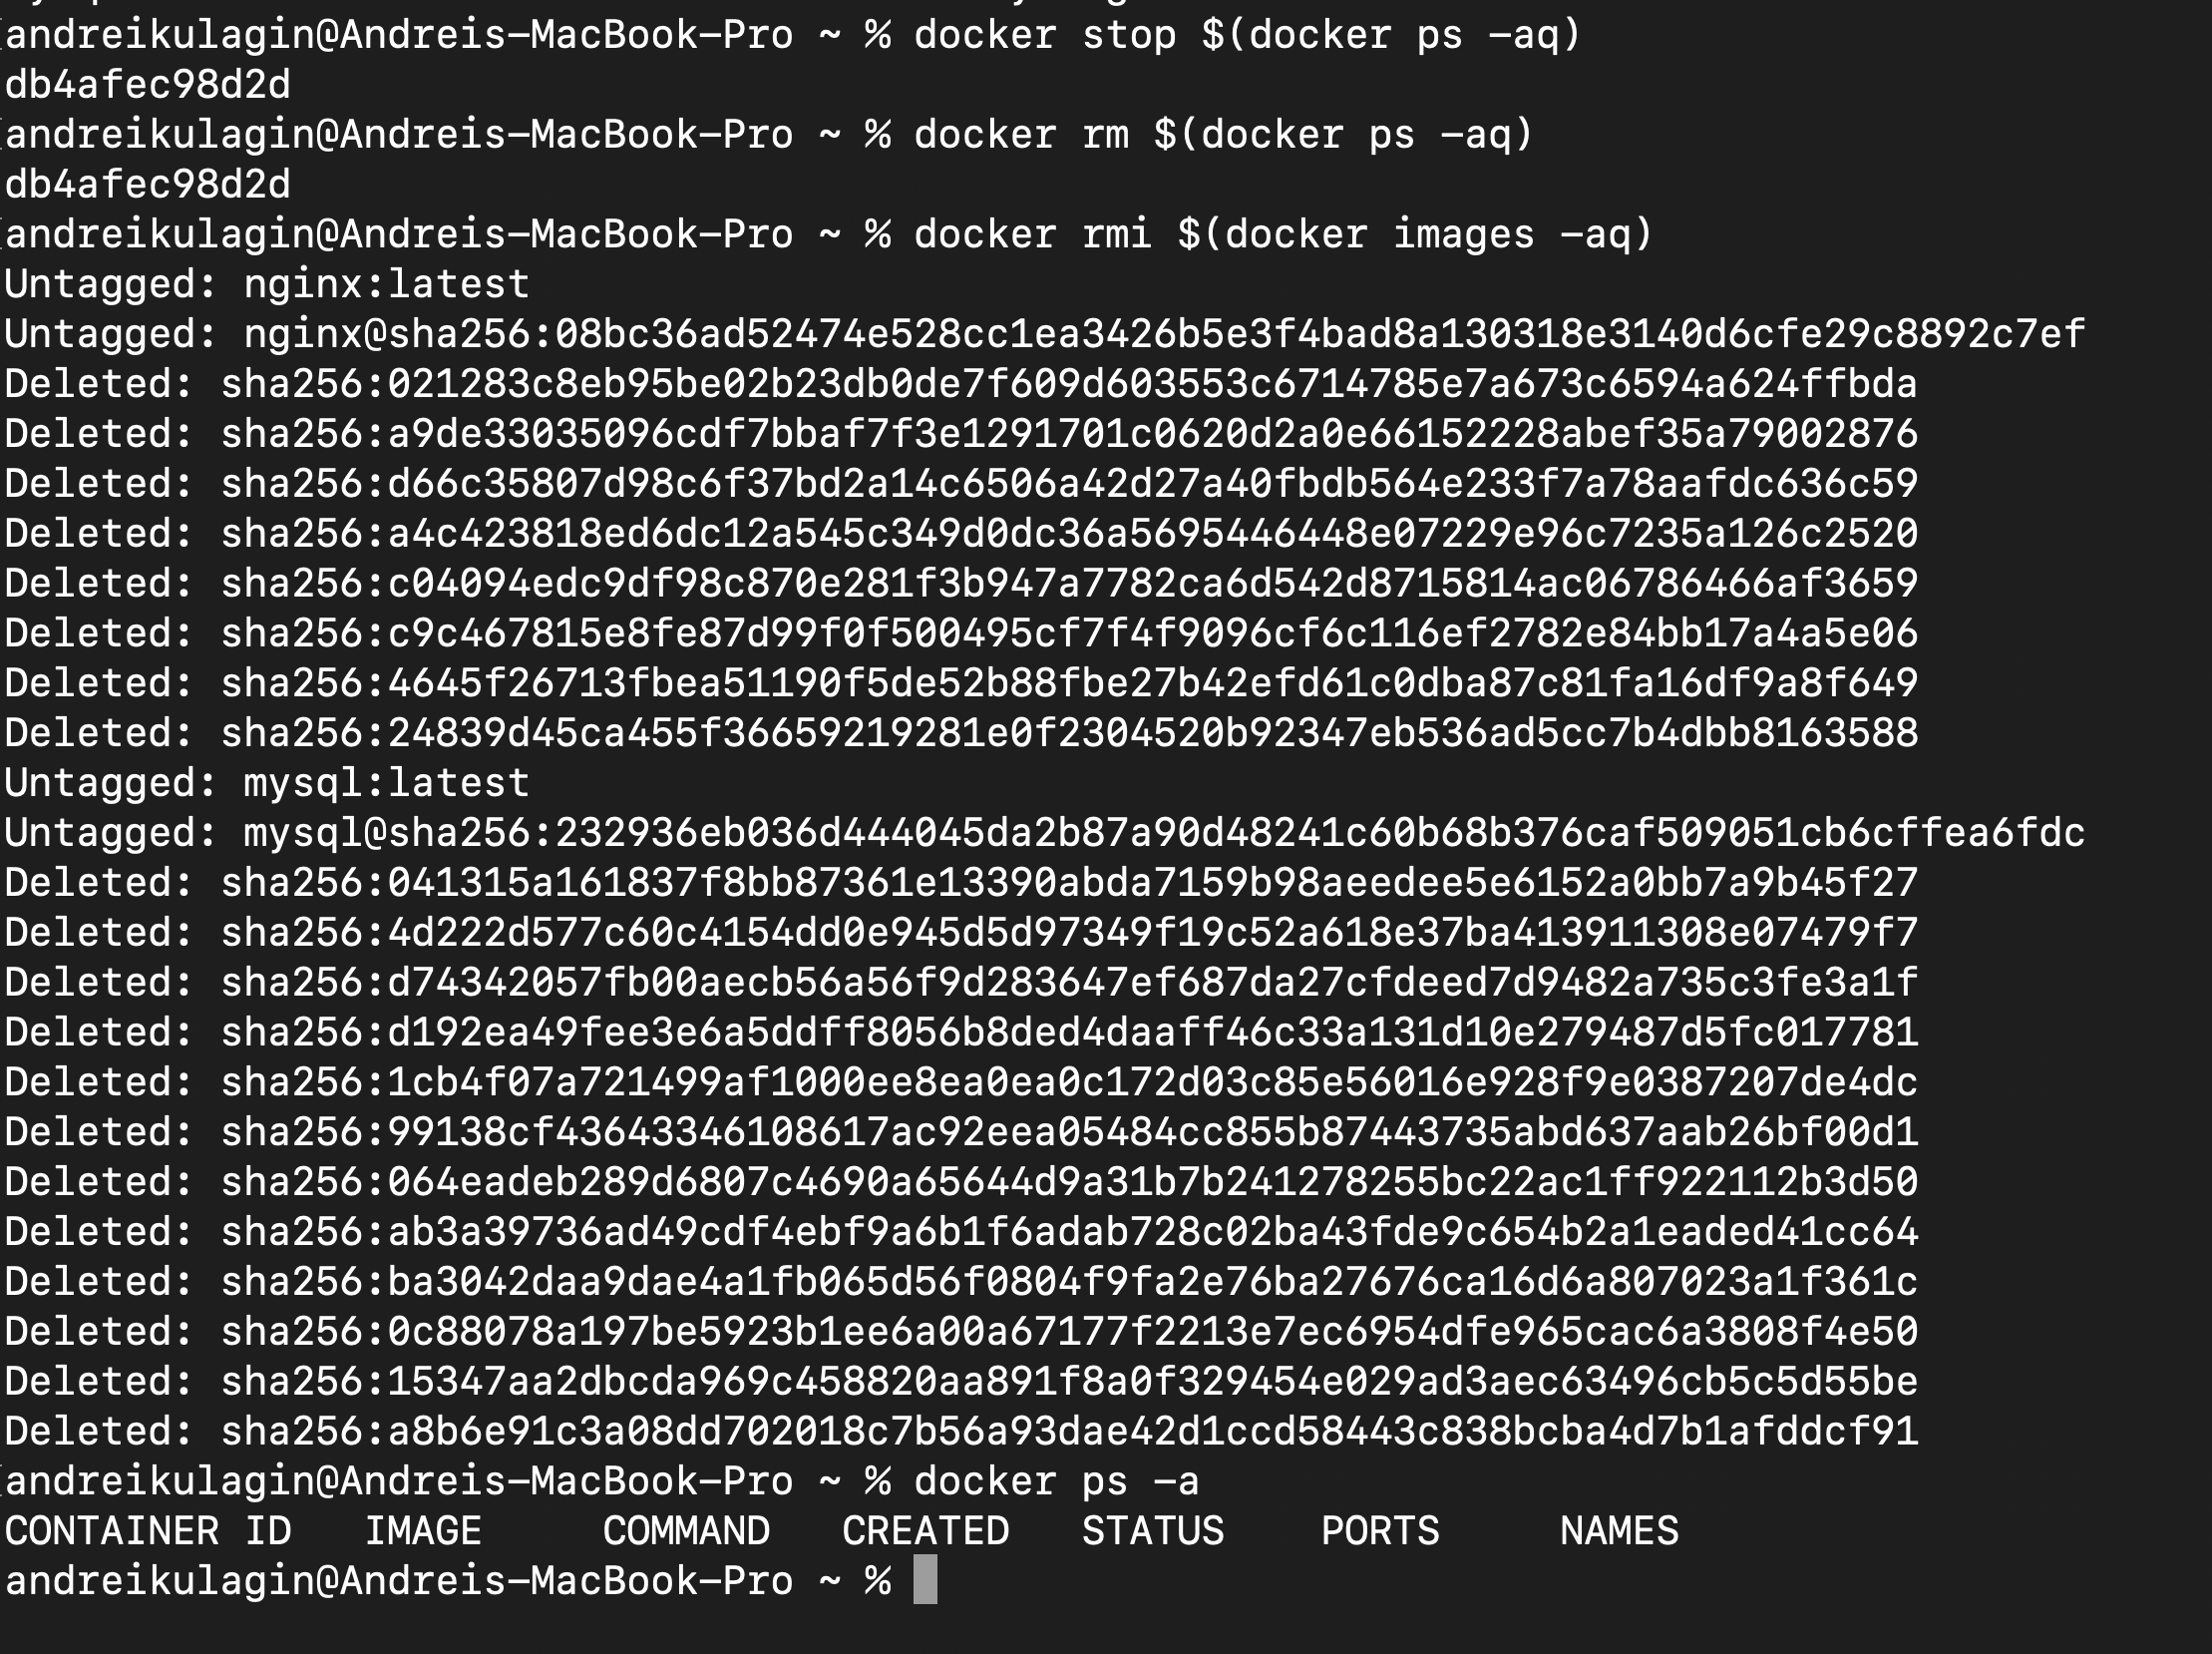 andreikulagin@Andreis-MacBook-Pro ~ % docker stop $(docker ps -aq)
db4afec98d2d
andreikulagin@Andreis-MacBook-Pro ~ % docker rm $(docker ps -aq)
db4afec98d2d
andreikulagin@Andreis-MacBook-Pro ~ % docker rmi $(docker images -aq)
Untagged: nginx:latest
Untagged: nginx@sha256:08bc36ad52474e528cc1ea3426b5e3f4bad8a130318e3140d6cfe29c8892c7ef
Deleted: sha256:021283c8eb95be02b23db0de7f609d603553c6714785e7a673c6594a624ffbda
Deleted: sha256:a9de33035096cdf7bbaf7f3e1291701c0620d2a0e66152228abef35a79002876
Deleted: sha256:d66c35807d98c6f37bd2a14c6506a42d27a40fbdb564e233f7a78aafdc636c59
Deleted: sha256:a4c423818ed6dc12a545c349d0dc36a5695446448e07229e96c7235a126c2520
Deleted: sha256:c04094edc9df98c870e281f3b947a7782ca6d542d8715814ac06786466af3659
Deleted: sha256:c9c467815e8fe87d99f0f500495cf7f4f9096cf6c116ef2782e84bb17a4a5e06
Deleted: sha256:4645f26713fbea51190f5de52b88fbe27b42efd61c0dba87c81fa16df9a8f649
Deleted: sha256:24839d45ca455f36659219281e0f2304520b92347eb536ad5cc7b4dbb8163588
Untagged: mysql:latest
Untagged: mysql@sha256:232936eb036d444045da2b87a90d48241c60b68b376caf509051cb6cffea6fdc
Deleted: sha256:041315a161837f8bb87361e13390abda7159b98aeedee5e6152a0bb7a9b45f27
Deleted: sha256:4d222d577c60c4154dd0e945d5d97349f19c52a618e37ba413911308e07479f7
Deleted: sha256:d74342057fb00aecb56a56f9d283647ef687da27cfdeed7d9482a735c3fe3a1f
Deleted: sha256:d192ea49fee3e6a5ddff8056b8ded4daaff46c33a131d10e279487d5fc017781
Deleted: sha256:1cb4f07a721499af1000ee8ea0ea0c172d03c85e56016e928f9e0387207de4dc
Deleted: sha256:99138cf43643346108617ac92eea05484cc855b87443735abd637aab26bf00d1
Deleted: sha256:064eadeb289d6807c4690a65644d9a31b7b241278255bc22ac1ff922112b3d50
Deleted: sha256:ab3a39736ad49cdf4ebf9a6b1f6adab728c02ba43fde9c654b2a1eaded41cc64
Deleted: sha256:ba3042daa9dae4a1fb065d56f0804f9fa2e76ba27676ca16d6a807023a1f361c
Deleted: sha256:0c88078a197be5923b1ee6a00a67177f2213e7ec6954dfe965cac6a3808f4e50
Deleted: sha256:15347aa2dbcda969c458820aa891f8a0f329454e029ad3aec63496cb5c5d55be
Deleted: sha256:a8b6e91c3a08dd702018c7b56a93dae42d1ccd58443c838bcba4d7b1afddcf91
andreikulagin@Andreis-MacBook-Pro ~ % docker ps -a
CONTAINER ID IMAGE COMMAND CREATED STATUS PORTS NAMES
andreikulagin@Andreis-MacBook-Pro ~ %